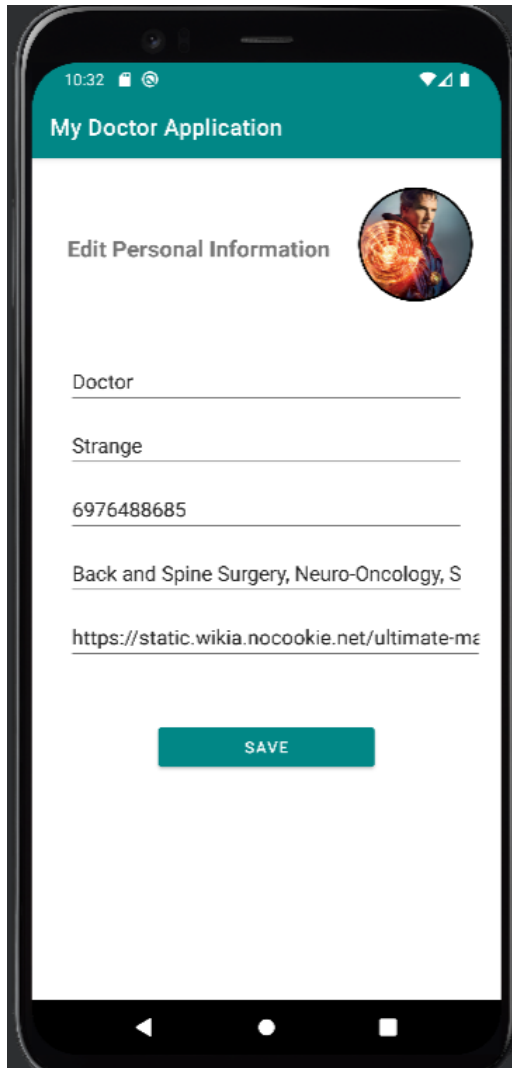 10:32
My Doctor Application
Edit Personal Information
Doctor
Strange
6976488685
Back and Spine Surgery, Neuro-Oncology, S
https://static.wikia.nocookie.net/ultimate-ma
SAVE